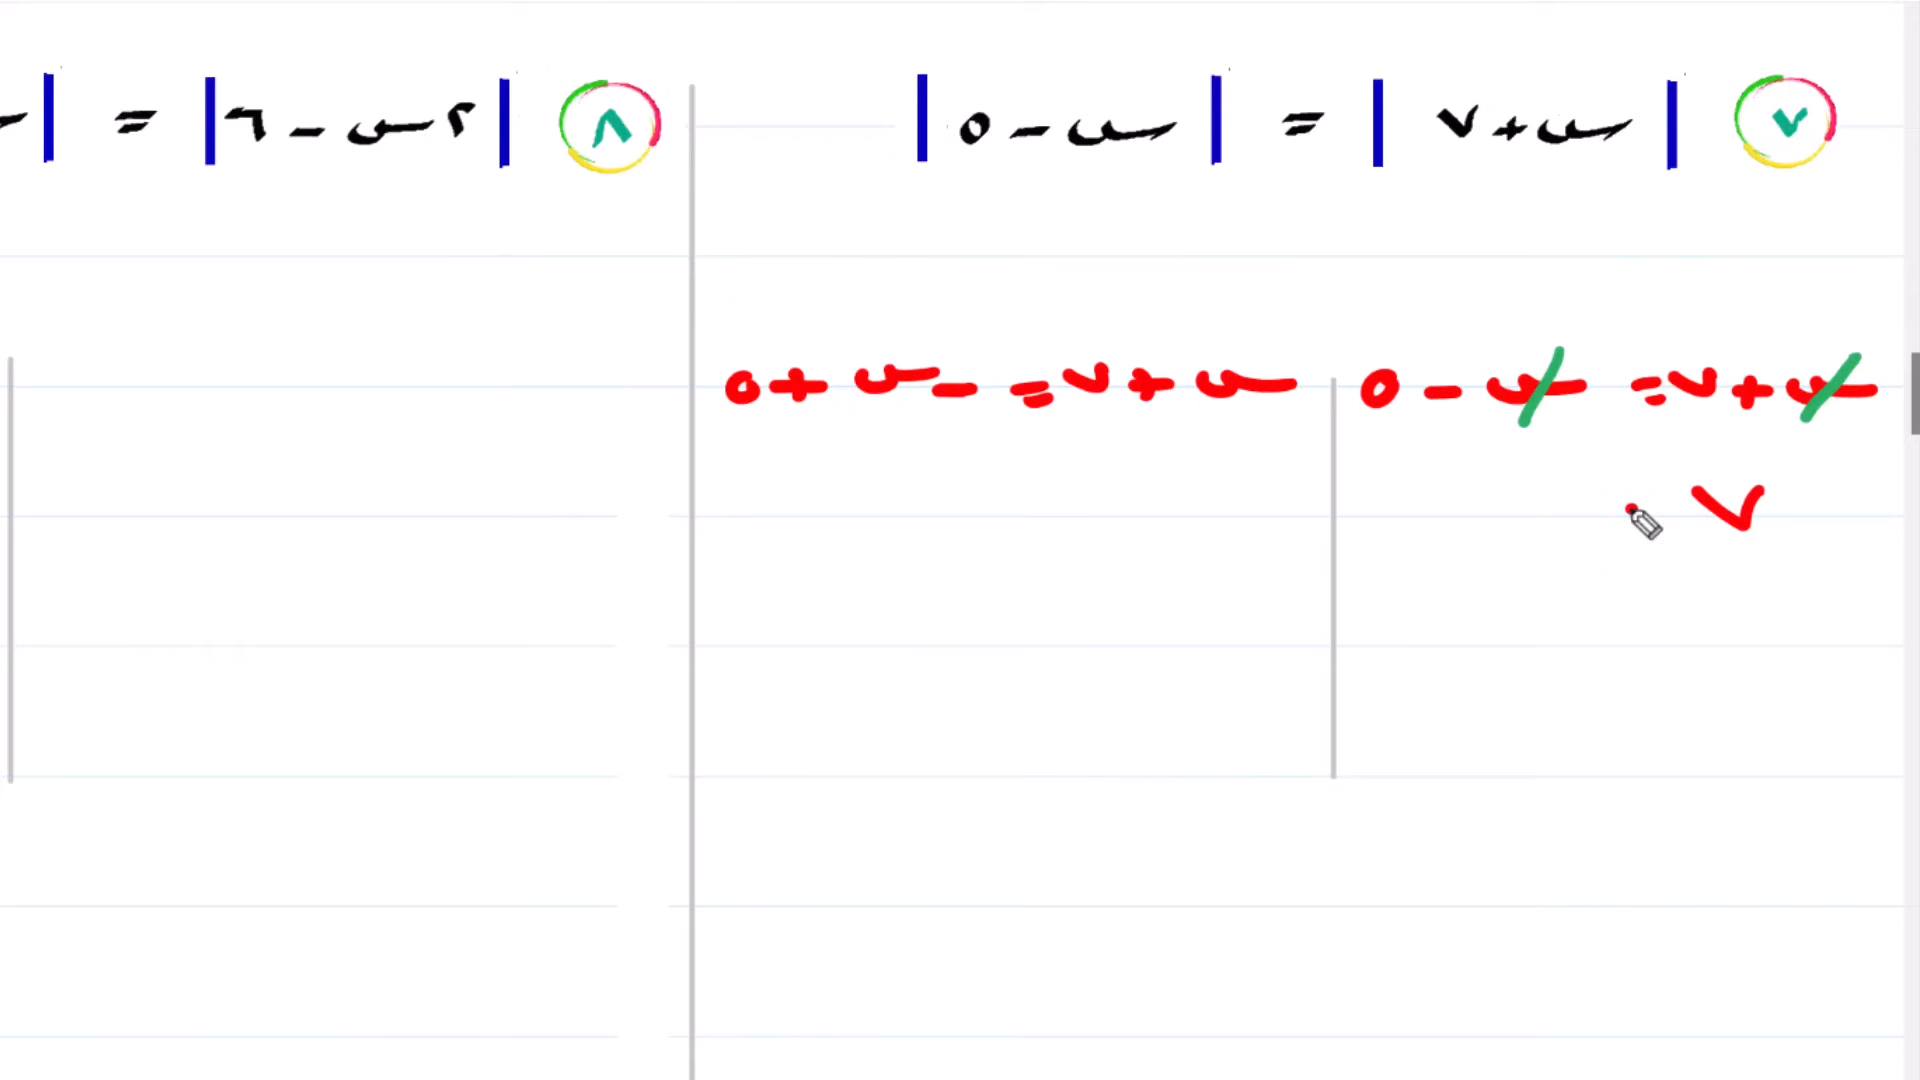 ٧ |س+٧| = |س-٥|
٨ |٢س-٦| = |
س+٧=س-٥
س+٧=-س+٥
٧